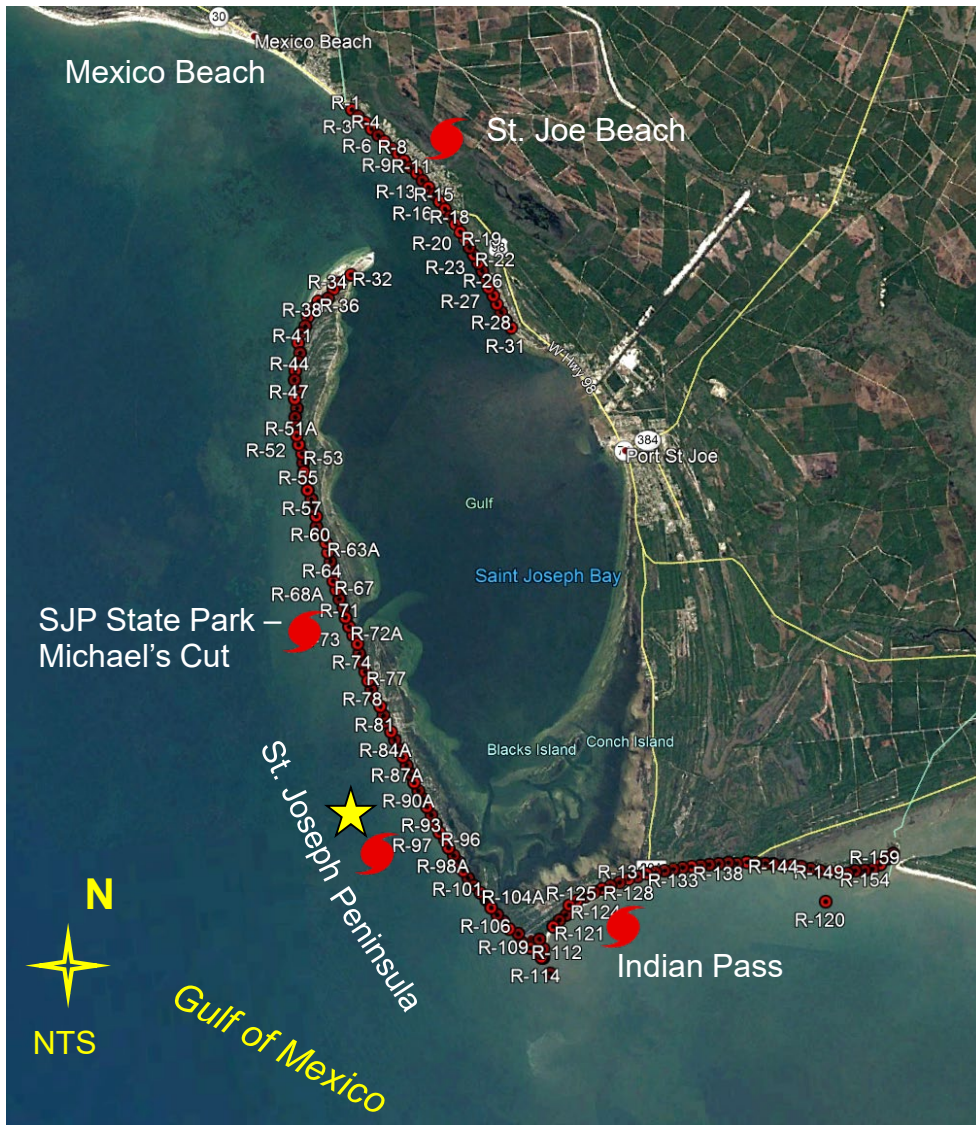 30
Mexico Beach
Mexico Beach
R-1
R-3
R-4
St. Joe Beach
R-6
R-8
R-9
R-11
R-13
R-15
R-16
R-18
R-19
R-20
98
R-22
R-23
R-26
R-27
R-28
R-31
R-32
R-34
R-36
R-38
R-41
R-44
R-47
R-51A
R-52
R-53
R-55
R-57
R-60
R-63A
R-64
R-67
R-68A
R-71
R-72A
-73
R-74
R-77
R-78
R-81
R-84A
R-87A
R-90A
R-93
R-96
R-97
R-98A
R-101
R-104A
R-106
R-109
R-112
R-114
W Hwy 98
384
7
Port St Joe
Gulf
Saint Joseph Bay
SJP State Park –
Michael's Cut
Blacks Island
Conch Island
St. Joseph Peninsula
R-120
R-121
R-124
R-125
R-128
R-131
R-133
R-138
R-144
R-149
R-154
R-159
Indian Pass
N
NTS
Gulf of Mexico